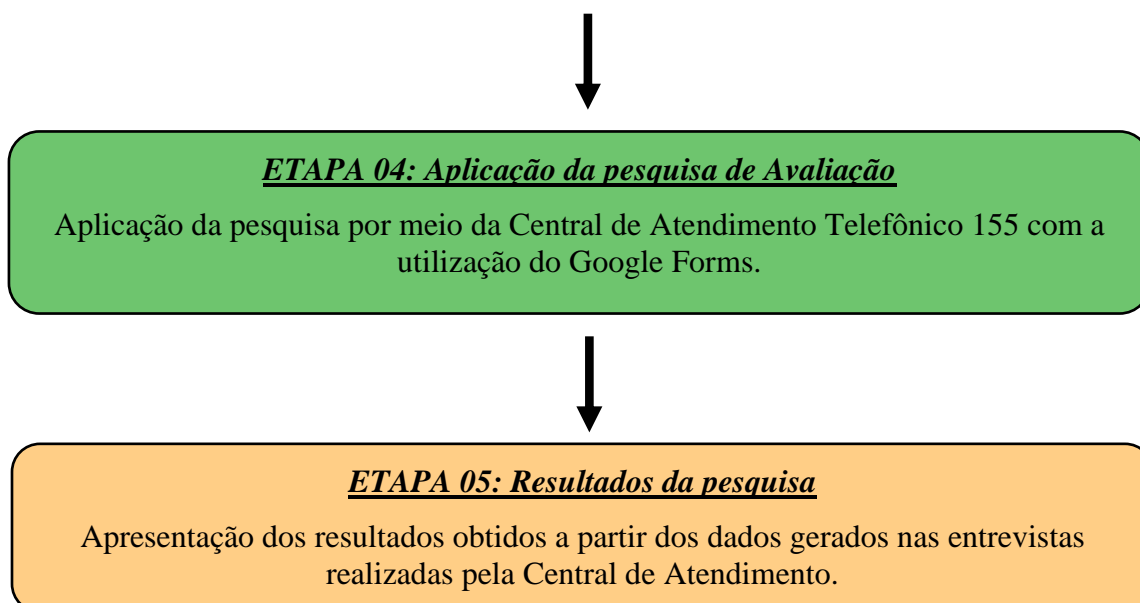 ETAPA 04: Aplicação da pesquisa de Avaliação
Aplicação da pesquisa por meio da Central de Atendimento Telefônico 155 com a
utilização do Google Forms.
ETAPA 05: Resultados da pesquisa
Apresentação dos resultados obtidos a partir dos dados gerados nas entrevistas
realizadas pela Central de Atendimento.